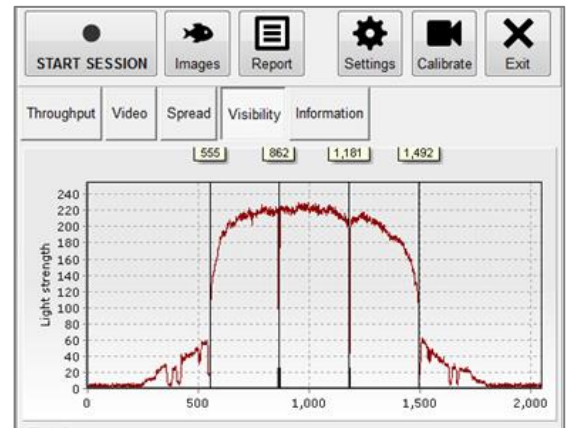 START SESSION
Images
Report
Settings
Calibrate
Exit
Throughput
Video
Spread
Visibility
Information
555
862
1,181
1,492
Light strength
240
220
200
180
160
140
120
100
80
60
40
20
0
0
500
1,000
1,500
2,000